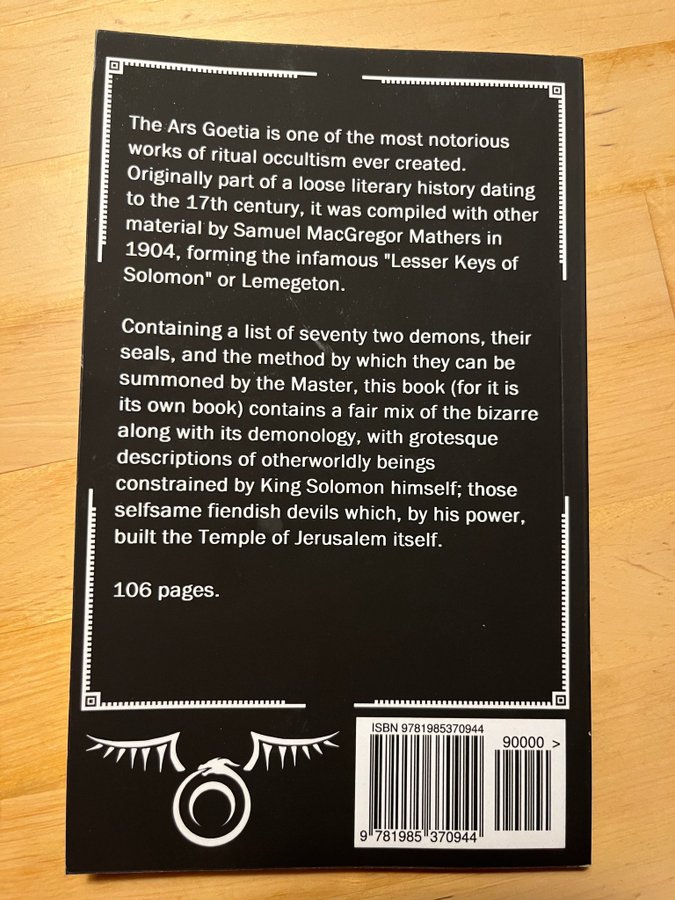 The Ars Goetia is one of the most notorious
works of ritual occultism ever created.
Originally part of a loose literary history dating
to the 17th century, it was compiled with other
material by Samuel MacGregor Mathers in
1904, forming the infamous "Lesser Keys of
Solomon" or Lemegeton.
Containing a list of seventy two demons, their
seals, and the method by which they can be
summoned by the Master, this book (for it is
its own book) contains a fair mix of the bizarre
along with its demonology, with grotesque
descriptions of otherworldly beings
constrained by King Solomon himself; those
selfsame fiendish devils which, by his power,
built the Temple of Jerusalem itself.
106 pages.
ISBN 9781985370944
90000 >
9 781985 370944